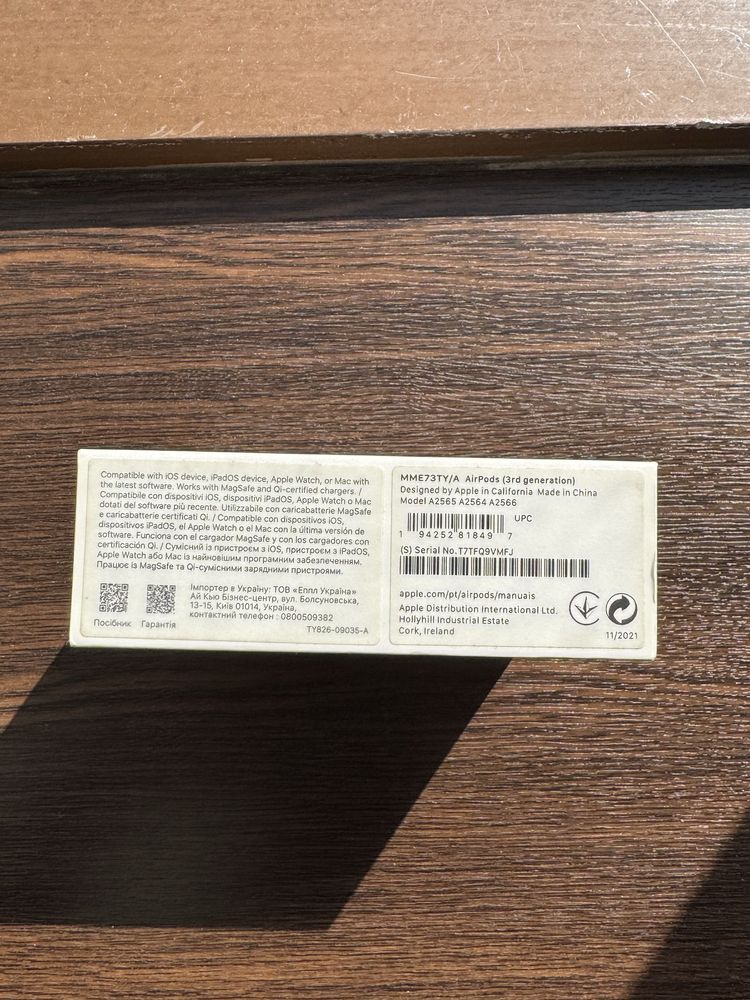 Compatible with iOS device, iPadOS device, Apple Watch, or Mac with
the latest software. Works with MagSafe and Qi-certified chargers. /
Compatibile con dispositivi iOS, dispositivi iPadOS, Apple Watch o Mac
dotati del software più recente. Utilizzabile con caricabatterie MagSafe
e caricabatterie certificati Qi. / Compatible con dispositivos iOS,
dispositivos iPadOS, el Apple Watch o el Mac con la última versión de
software. Funciona con el cargador MagSafe y con los cargadores con
certificación Qi. / Сумісний із пристроєм з iOS, пристроєм з iPadOS,
Apple Watch або Mac із найновішим програмним забезпеченням.
Працює із MagSafe та Qi-сумісними зарядними пристроями.
Імпортер в Україну: ТОВ «Еппл Україна»
Ай Кью Бізнес-центр, вул. Болсуновська,
13-15, Київ 01014, Україна,
контактний телефон : 0800509382
Посібник Гарантія
TY826-09035-A
MME73TY/A AirPods (3rd generation)
Designed by Apple in California Made in China
Model A2565 A2564 A2566
UPC
1 94252 81849 7
(S) Serial No. T7TFQ9VMFJ
apple.com/pt/airpods/manuais
Apple Distribution International Ltd.
Hollyhill Industrial Estate
Cork, Ireland
11/2021